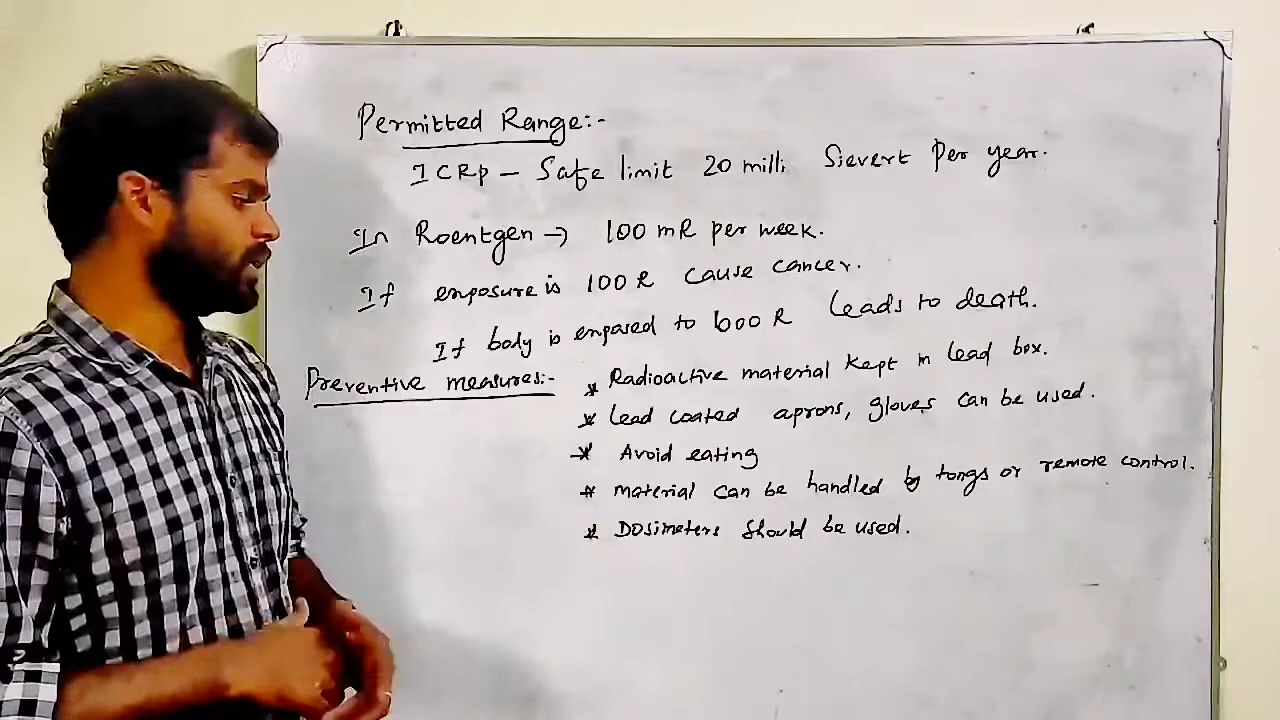 Permitted Range:-
ICRP - Safe limit 20 milli Sievert Per year.
In Roentgen → 100 mR per week.
If enposure is 100 R cause cancer.
If body is enposed to 600 R leads to death.
Preventive measures:-
* Radioactive material kept in lead box.
* Lead coated aprons, gloves can be used.
* Avoid eating
* material can be handled by tongs or remote control.
* Dosimeters should be used.